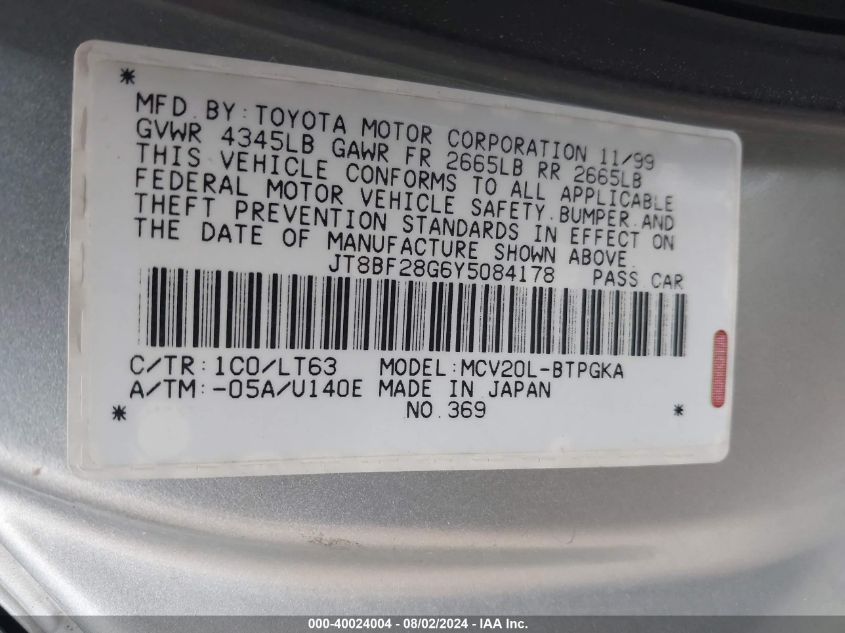 *
MFD. BY: TOYOTA MOTOR CORPORATION 11/99
GVWR 4345LB GAWR FR 2665LB RR 2665LB
THIS VEHICLE CONFORMS TO ALL APPLICABLE
FEDERAL MOTOR VEHICLE SAFETY, BUMPER, AND
THEFT PREVENTION STANDARDS IN EFFECT ON
THE DATE OF MANUFACTURE SHOWN ABOVE.
JT8BF28G6Y5084178 PASS. CAR
C/TR: 1C0/LT63 MODEL: MCV20L-BTPGKA
A/TM: -05A/U140E MADE IN JAPAN
* NO. 369 *
000-40024004 - 08/02/2024 - IAA Inc.